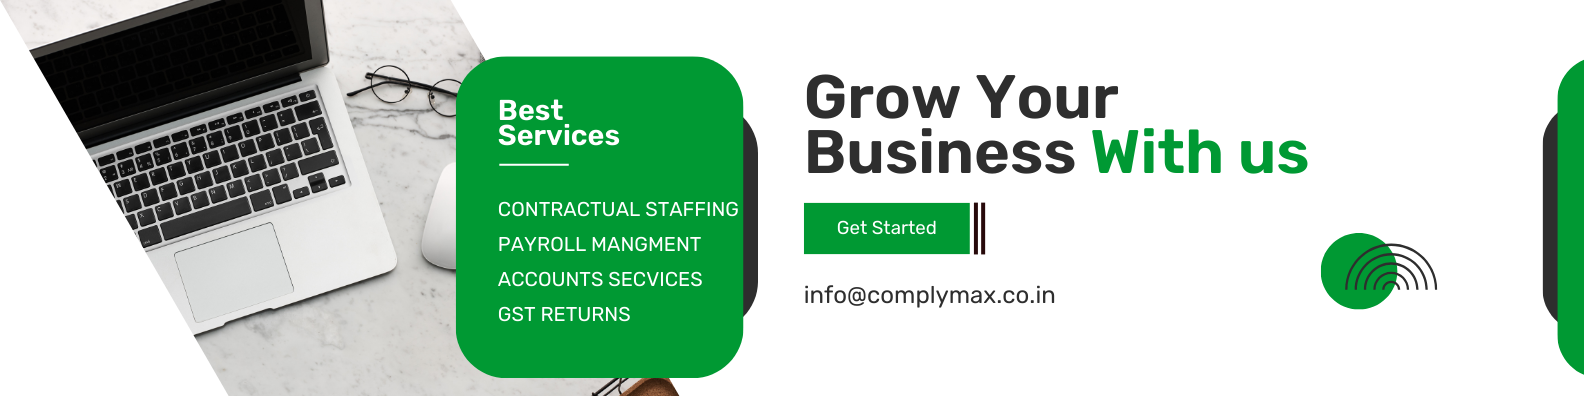 Best
Services
CONTRACTUAL STAFFING
PAYROLL MANGMENT
ACCOUNTS SECVICES
GST RETURNS
Grow Your
Business With us
Get Started
info@complymax.co.in